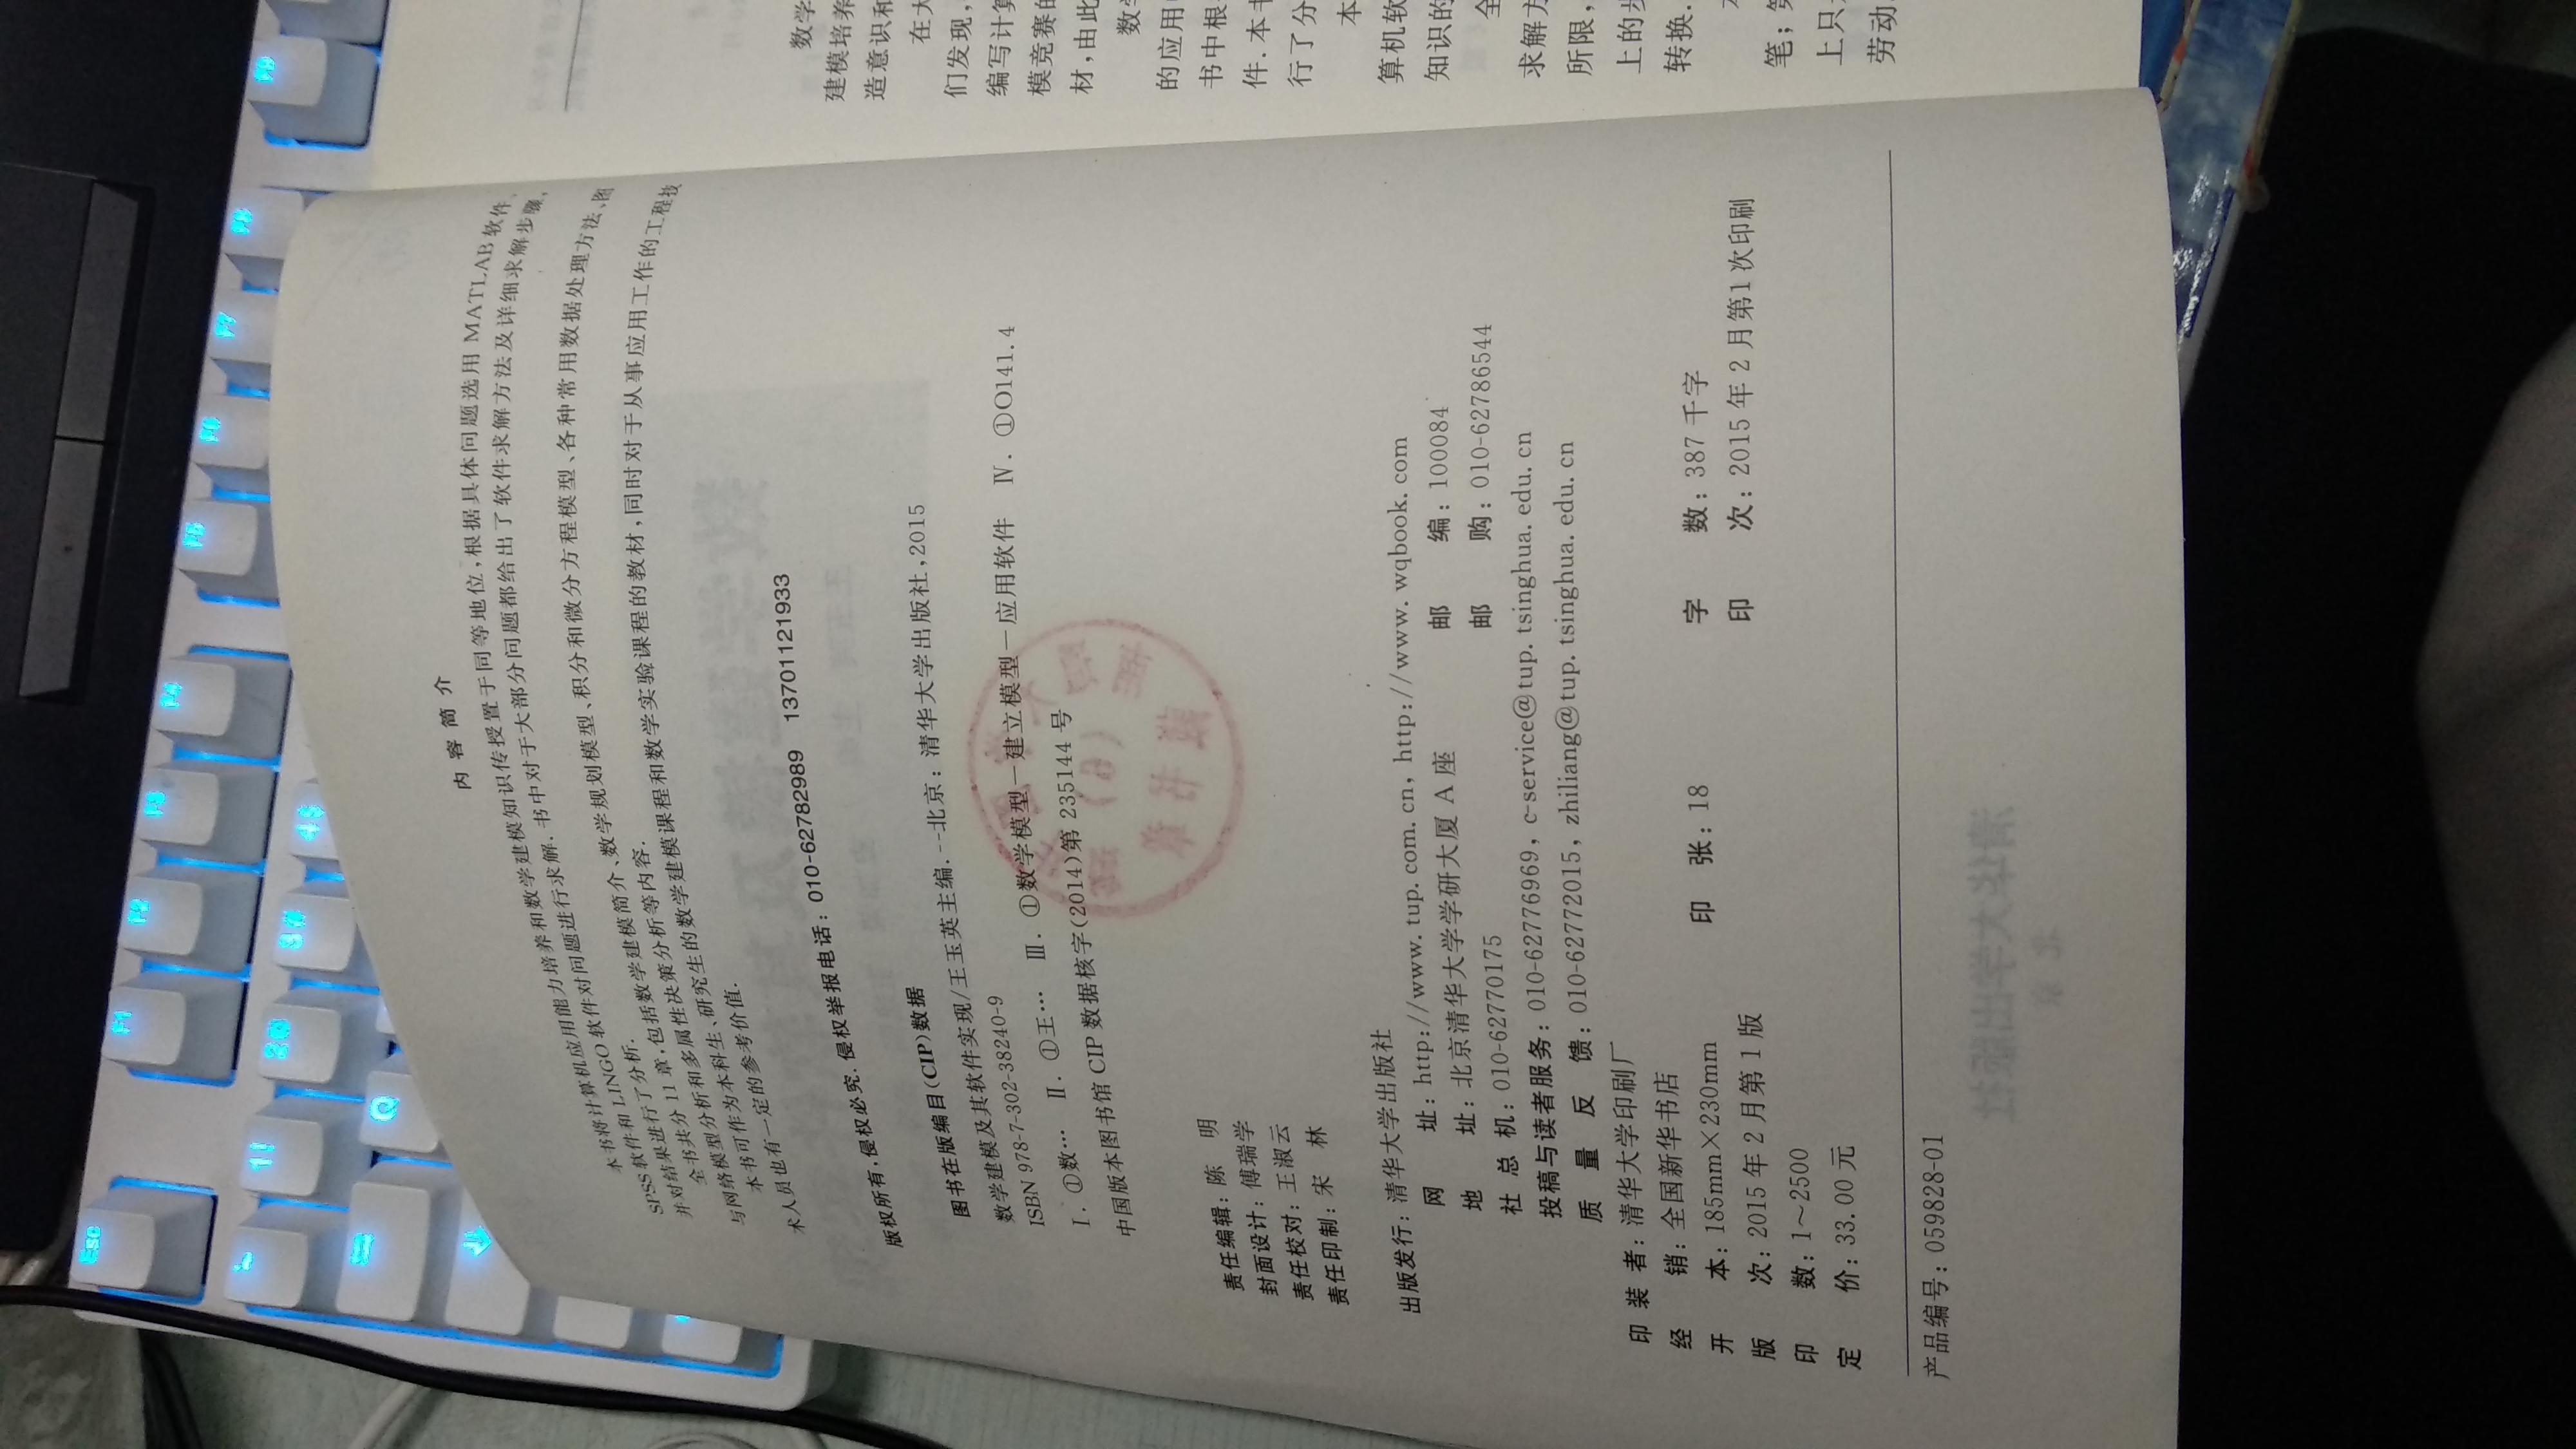 Esc
F1
F2
F3
F4
F5
F6
F7
F8
F9
1!
2@
3#
4$
Q
内容简介
本书将计算机应用能力培养和数学建模知识传授置于同等地位,根据具体问题选用 MATLAB 软件、
SPSS 软件和 LINGO 软件对问题进行求解. 书中对于大部分问题都给出了软件求解方法及详细求解步骤,
并对结果进行了分析.
全书共分 11 章,包括数学建模简介、数学规划模型、积分和微分方程模型、各种常用数据处理方法、图
与网络模型分析和多属性决策分析等内容.
本书可作为本科生、研究生的数学建模课程和数学实验课程的教材,同时对于从事应用工作的工程技
术人员也有一定的参考价值.
版权所有,侵权必究. 侵权举报电话: 010-62782989 13701121933
图书在版编目(CIP)数据
数学建模及其软件实现/王玉英主编. --北京: 清华大学出版社,2015
ISBN 978-7-302-38240-9
Ⅰ. ①数… Ⅱ. ①王… Ⅲ. ①数学模型-建立模型-应用软件 Ⅳ. ①O141.4
中国版本图书馆 CIP 数据核字(2014)第 235144 号
责任编辑: 陈 明
封面设计: 傅瑞学
责任校对: 王淑云
责任印制: 宋 林
出版发行: 清华大学出版社
网 址: http://www. tup. com. cn, http://www. wqbook. com
地 址: 北京清华大学学研大厦 A 座 邮 编: 100084
社 总 机: 010-62770175 邮 购: 010-62786544
投稿与读者服务: 010-62776969, c-service@tup. tsinghua. edu. cn
质 量 反 馈: 010-62772015, zhiliang@tup. tsinghua. edu. cn
印 装 者: 清华大学印刷厂
经 销: 全国新华书店
开 本: 185mm×230mm 印 张: 18 字 数: 387 千字
版 次: 2015 年 2 月第 1 版 印 次: 2015 年 2 月第1 次印刷
印 数: 1~2500
定 价: 33.00 元
产品编号: 059828-01
数学
建模培养
造意识和
在大
们发现,
编写计算
模竞赛的
材,由此
数学
的应用
书中根
件. 本书
行了分
本
算机软
知识的
全
求解方
所限,
上的步
转换.
笔; 第
上只
劳动